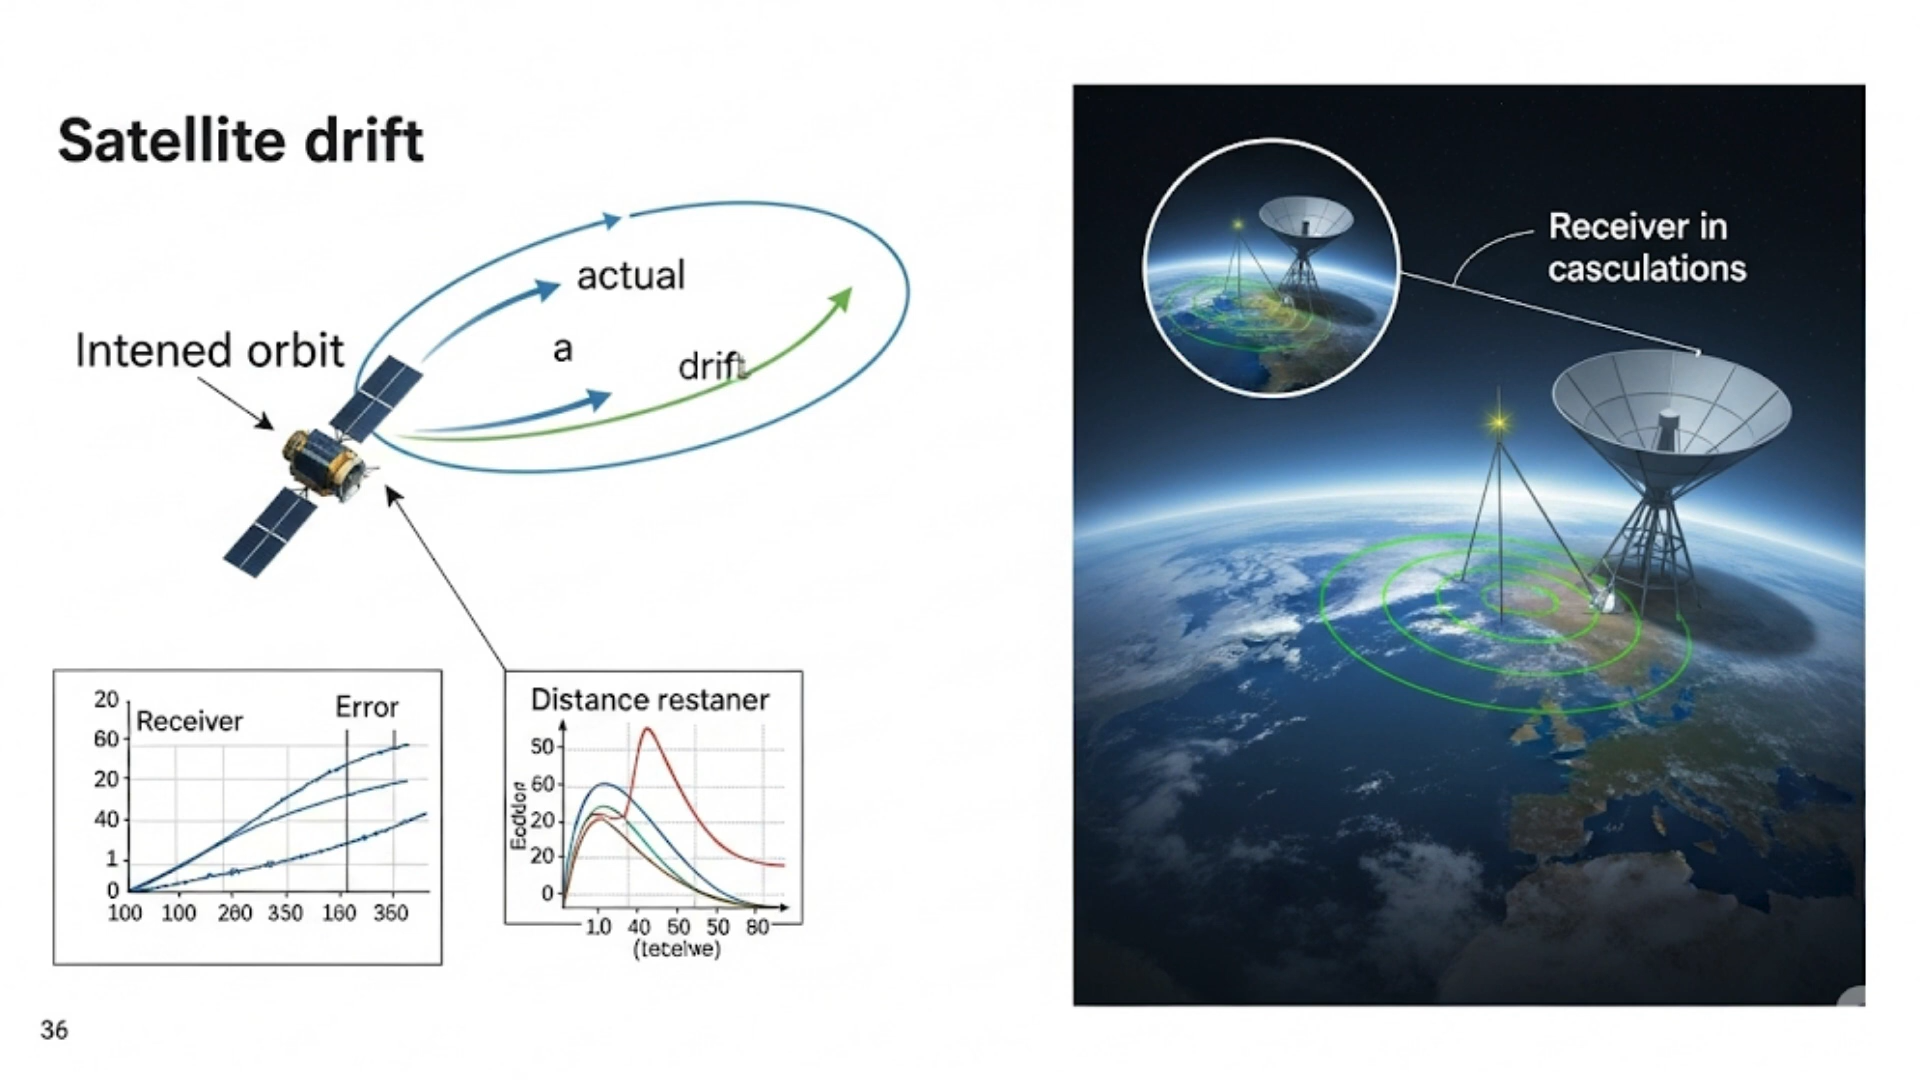 Satellite drift
actual
Intened orbit
a
drift
Receiver in
casculations
20
Receiver
Error
60
20
40
1
0
100 100 260 350 160 360
Distance restaner
50
60
20
20
0
1.0 40 50 50 80
(tetelwe)
36